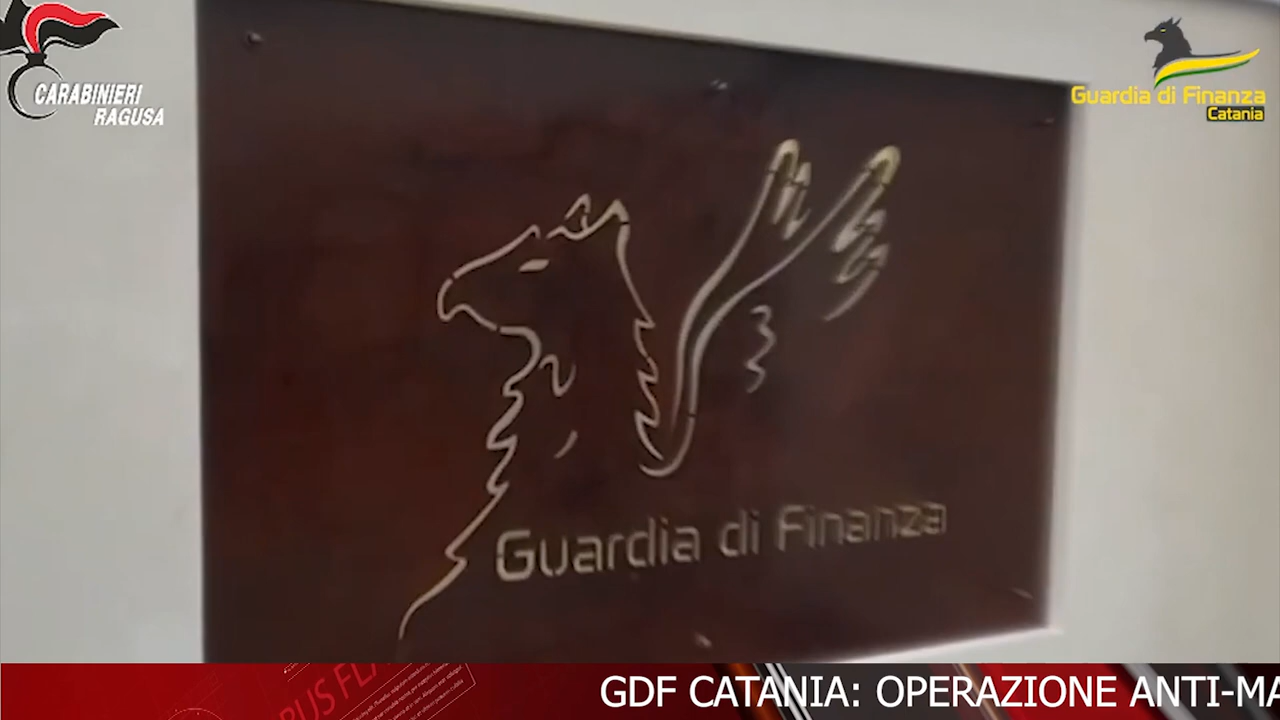 CARABINIERI
RAGUSA
Guardia di Finanza
Catania
Guardia di Finanza
GDF CATANIA: OPERAZIONE ANTI-MA